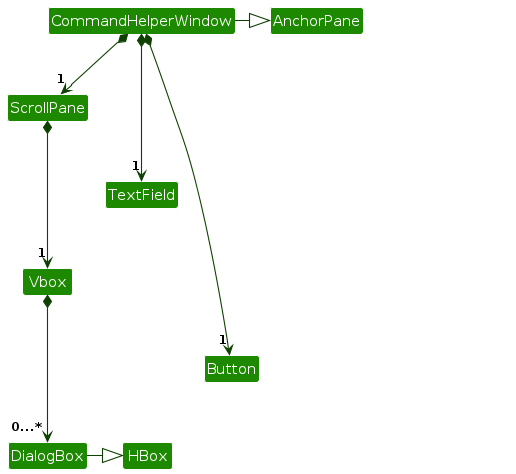 CommandHelperWindow
AnchorPane
1
ScrollPane
1
TextField
1
Vbox
1
Button
0...*
DialogBox
HBox